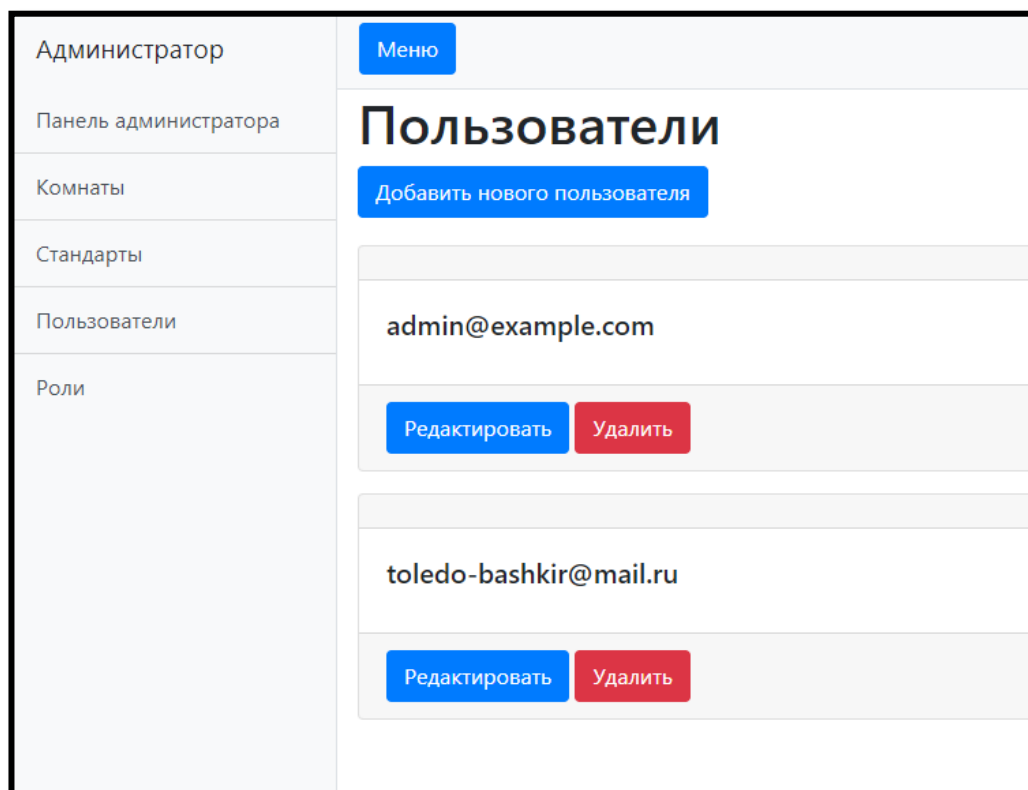 Администратор
Панель администратора
Комнаты
Стандарты
Пользователи
Роли
Меню
Пользователи
Добавить нового пользователя
admin@example.com
Редактировать Удалить
toledo-bashkir@mail.ru
Редактировать Удалить